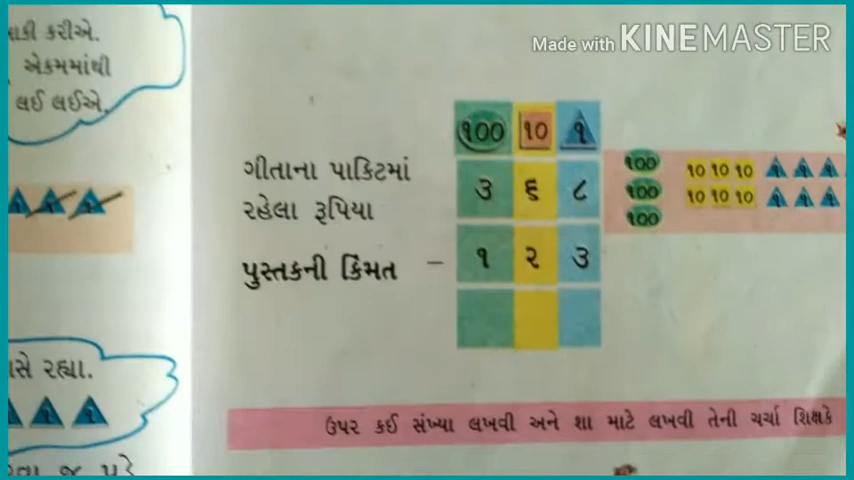 Made with KINEMASTER
બાકી કરીએ.
એકમમાંથી
લઈ લઈએ.
૧૦૦ ૧૦ ૧
ગીતાના પાકિટમાં
રહેલા રૂપિયા
૩ ૬ ૮
૧૦૦ ૧૦ ૧૦ ૧૦ ૧ ૧ ૧
૧૦૦
૧૦૦ ૧૦ ૧૦ ૧૦ ૧ ૧ ૧
પુસ્તકની કિંમત – ૧ ૨ ૩
રહ્યા.
૧ ૧
ઉપર કઈ સંખ્યા લખવી અને શા માટે લખવી તેની ચર્ચા શિક્ષકે